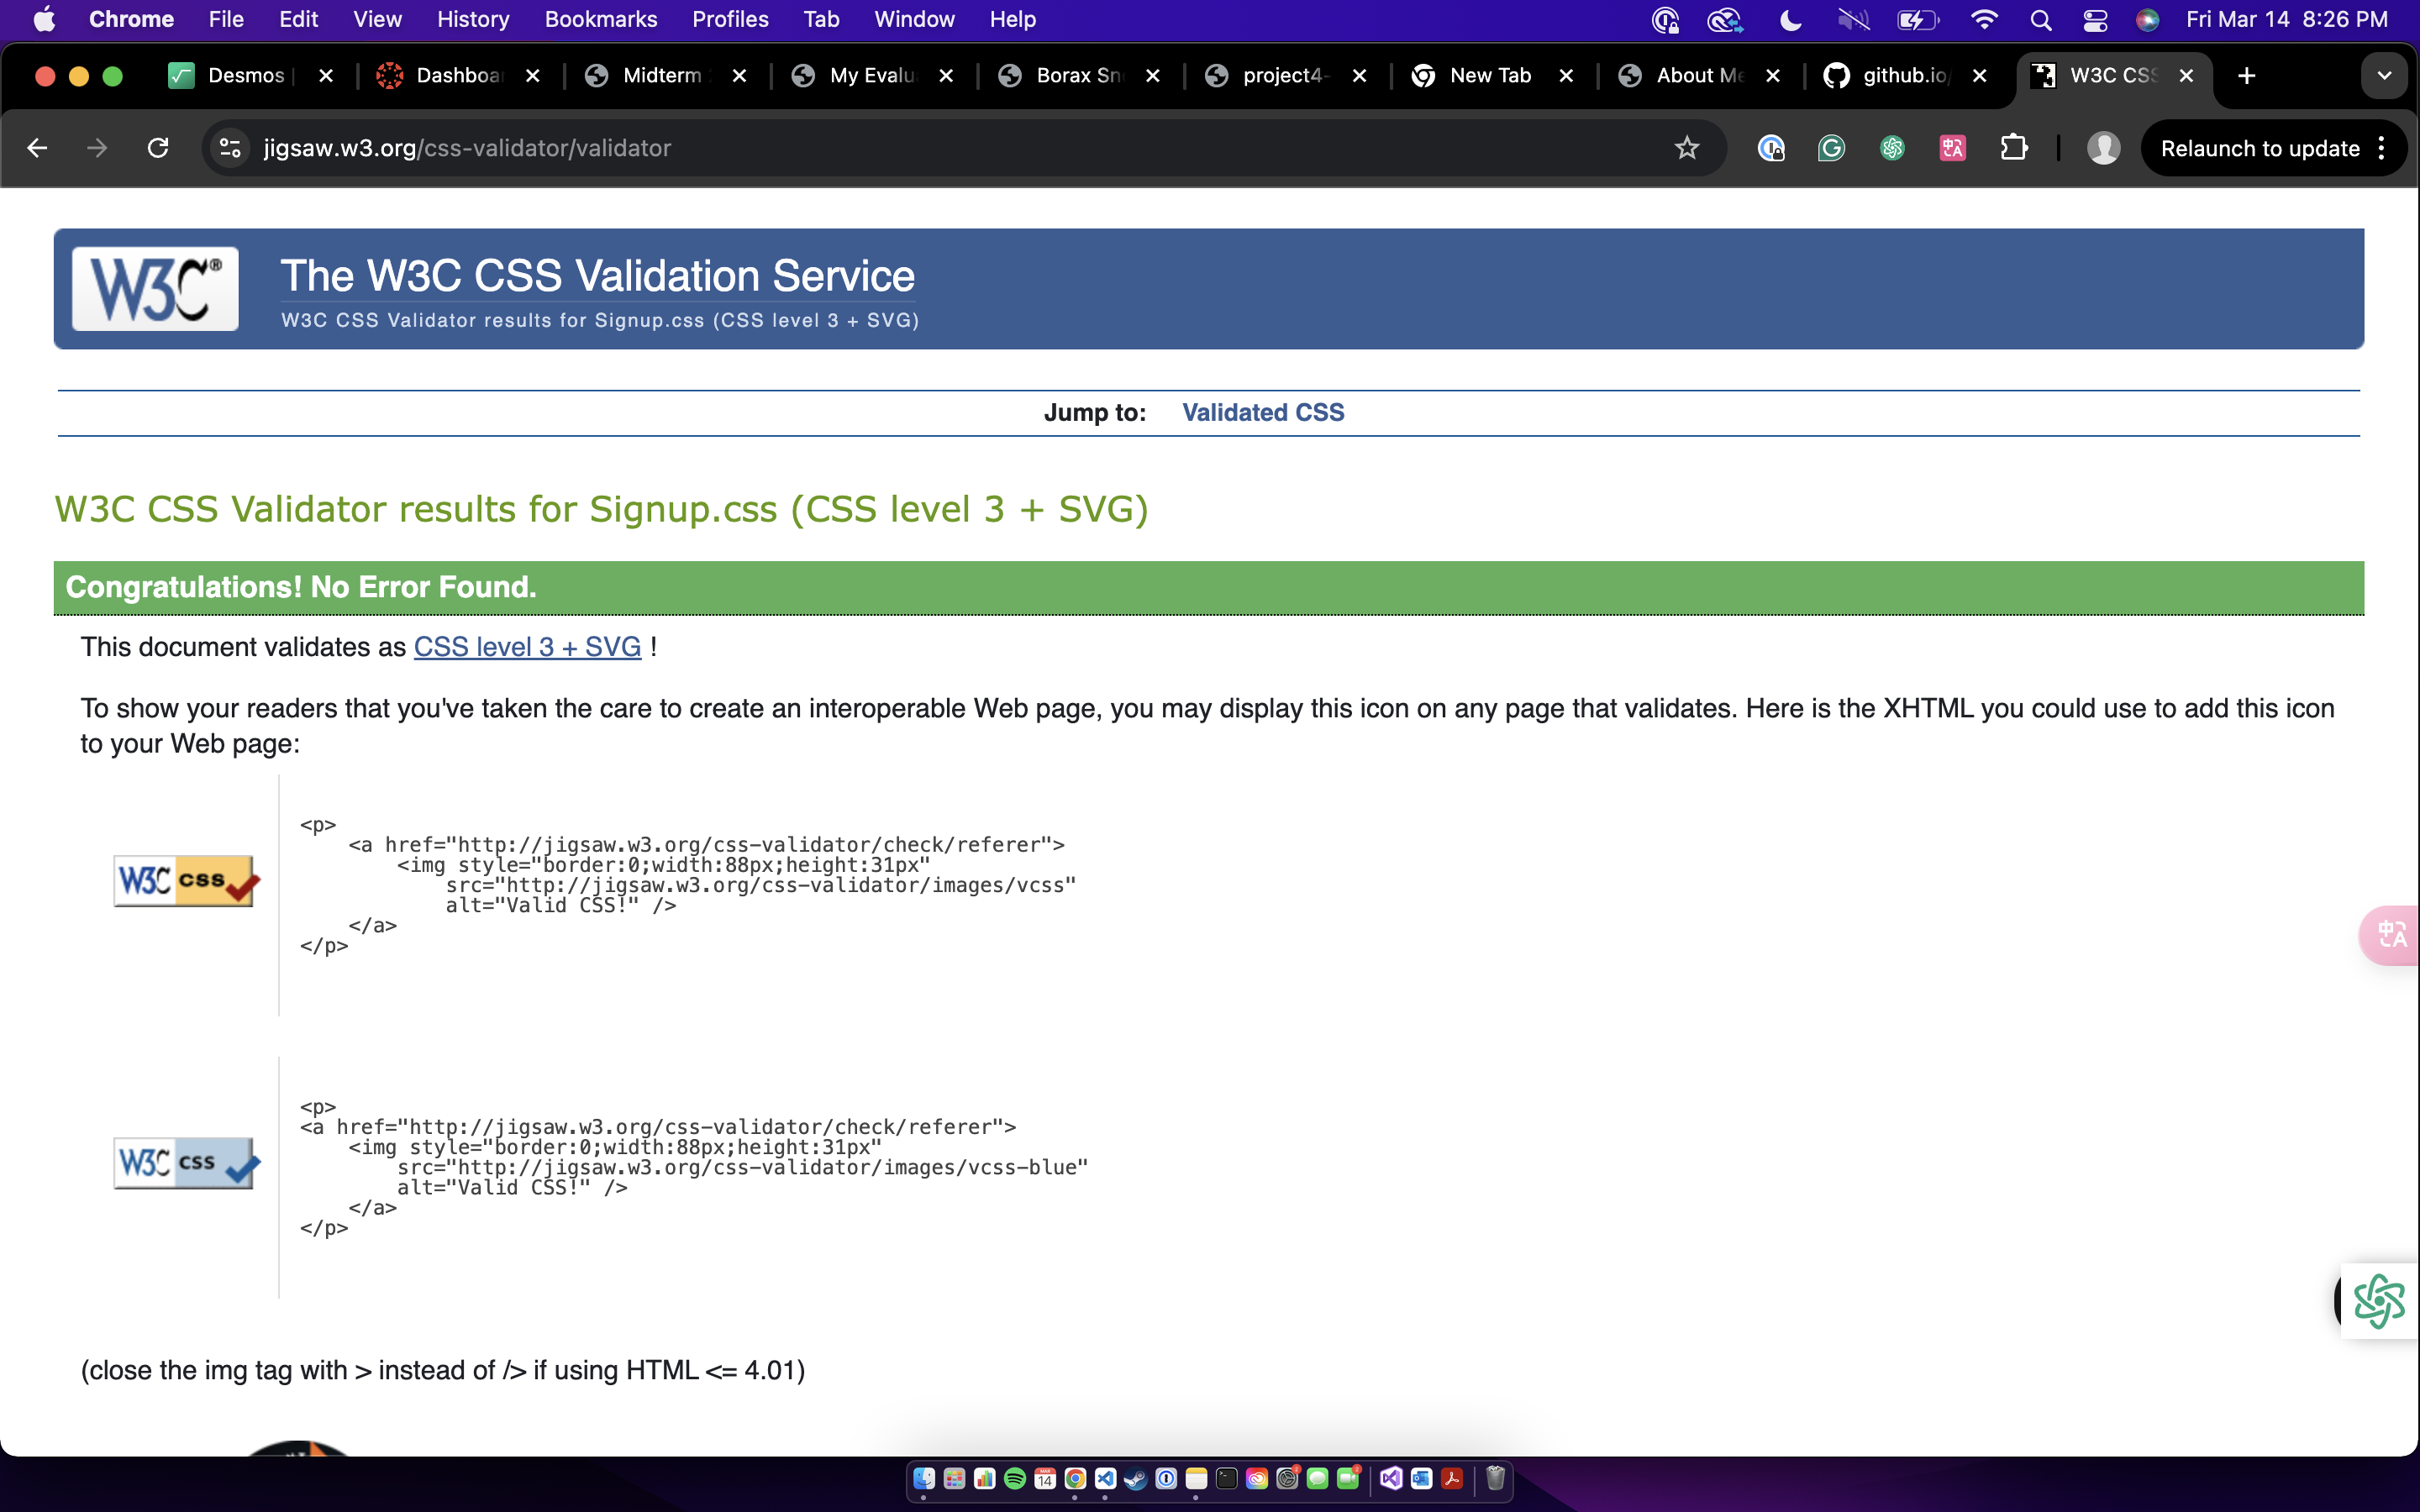 Chrome File Edit View History Bookmarks Profiles Tab Window Help Fri Mar 14 8:26 PM
Desmos Dashboa Midterm My Evalu Borax Sn project4- New Tab About Me github.io/ W3C CSS
jigsaw.w3.org/css-validator/validator Relaunch to update
W3C®
The W3C CSS Validation Service
W3C CSS Validator results for Signup.css (CSS level 3 + SVG)
Jump to: Validated CSS
W3C CSS Validator results for Signup.css (CSS level 3 + SVG)
Congratulations! No Error Found.
This document validates as CSS level 3 + SVG !
To show your readers that you've taken the care to create an interoperable Web page, you may display this icon on any page that validates. Here is the XHTML you could use to add this icon
to your Web page:
W3C css
<p>
<a href="http://jigsaw.w3.org/css-validator/check/referer">
<img style="border:0;width:88px;height:31px"
src="http://jigsaw.w3.org/css-validator/images/vcss"
alt="Valid CSS!" />
</a>
</p>
中A
W3C css
<p>
<a href="http://jigsaw.w3.org/css-validator/check/referer">
<img style="border:0;width:88px;height:31px"
src="http://jigsaw.w3.org/css-validator/images/vcss-blue"
alt="Valid CSS!" />
</a>
</p>
(close the img tag with > instead of /> if using HTML <= 4.01)
14